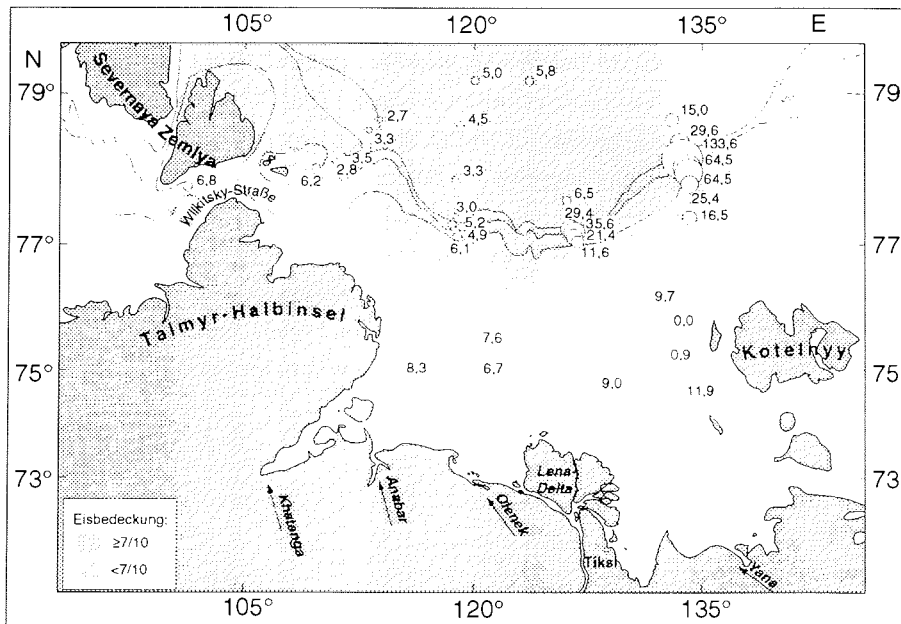 105° 120° 135°
N E
79° 79
Severnaya Zemlya
5,0 5,8
2,7
4,5
15,0
3,3
29,6
133,6
3,5
64,5
2,8
3,3
64,5
6,8
6,2
6,5
25,4
Wilkitsky-Straße
3,0
29,4
16,5
5,2
35,6
77° 77
4,9
21,4
6,1
11,6
9,7
Taimyr-Halbinsel
0,0
7,6
Kotelnyy
0,9
75° 75
8,3
6,7
9,0
11,9
73° 73
Lena-
Delta
Khatanga
Anabar
Olenek
Tiksi
Yana
Eisbedeckung:
≥7/10
<7/10
105° 120° 135°